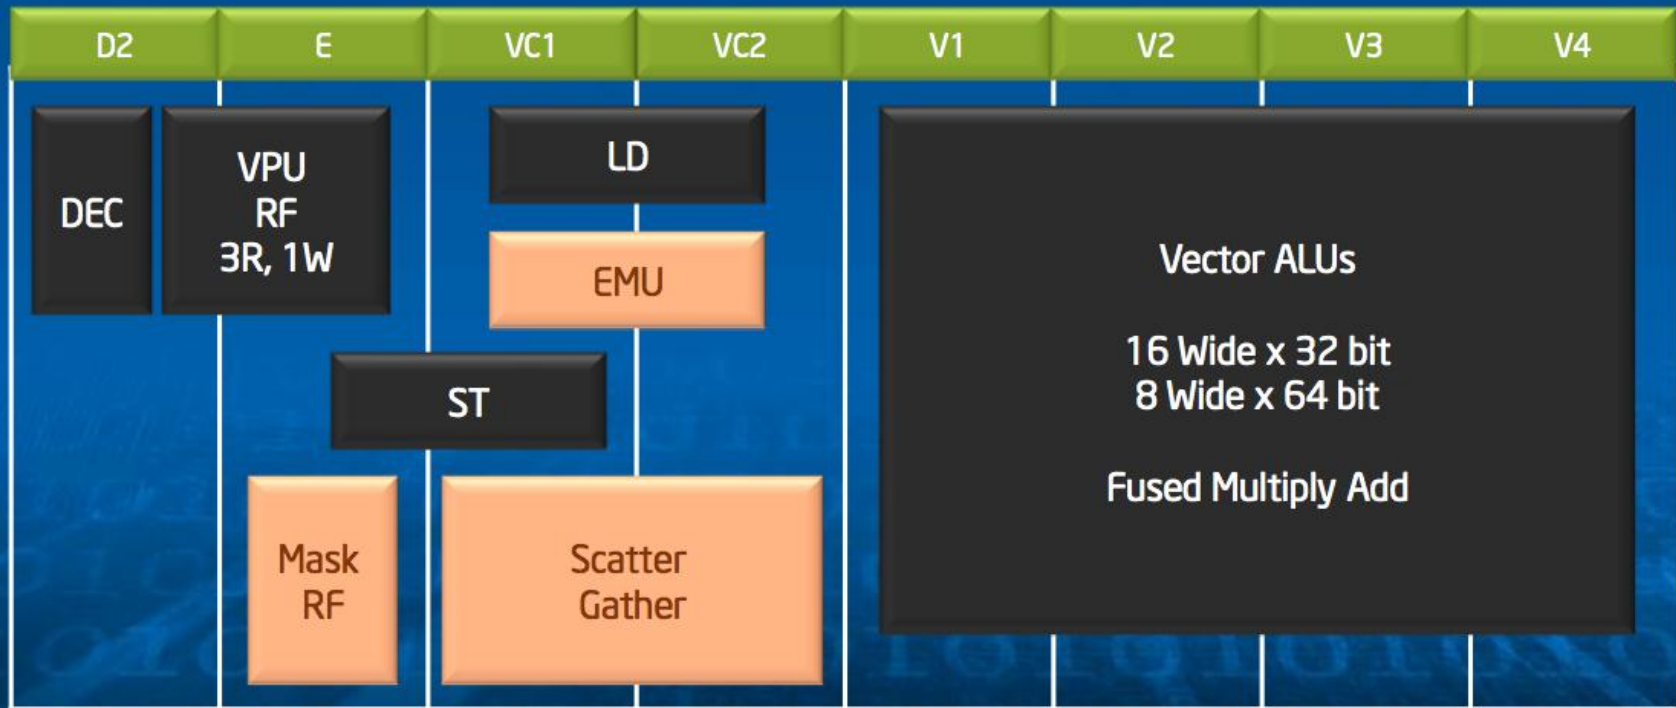 D2 E VC1 VC2 V1 V2 V3 V4
DEC
VPU
RF
3R, 1W
LD
EMU
ST
Mask
RF
Scatter
Gather
Vector ALUs
16 Wide x 32 bit
8 Wide x 64 bit
Fused Multiply Add